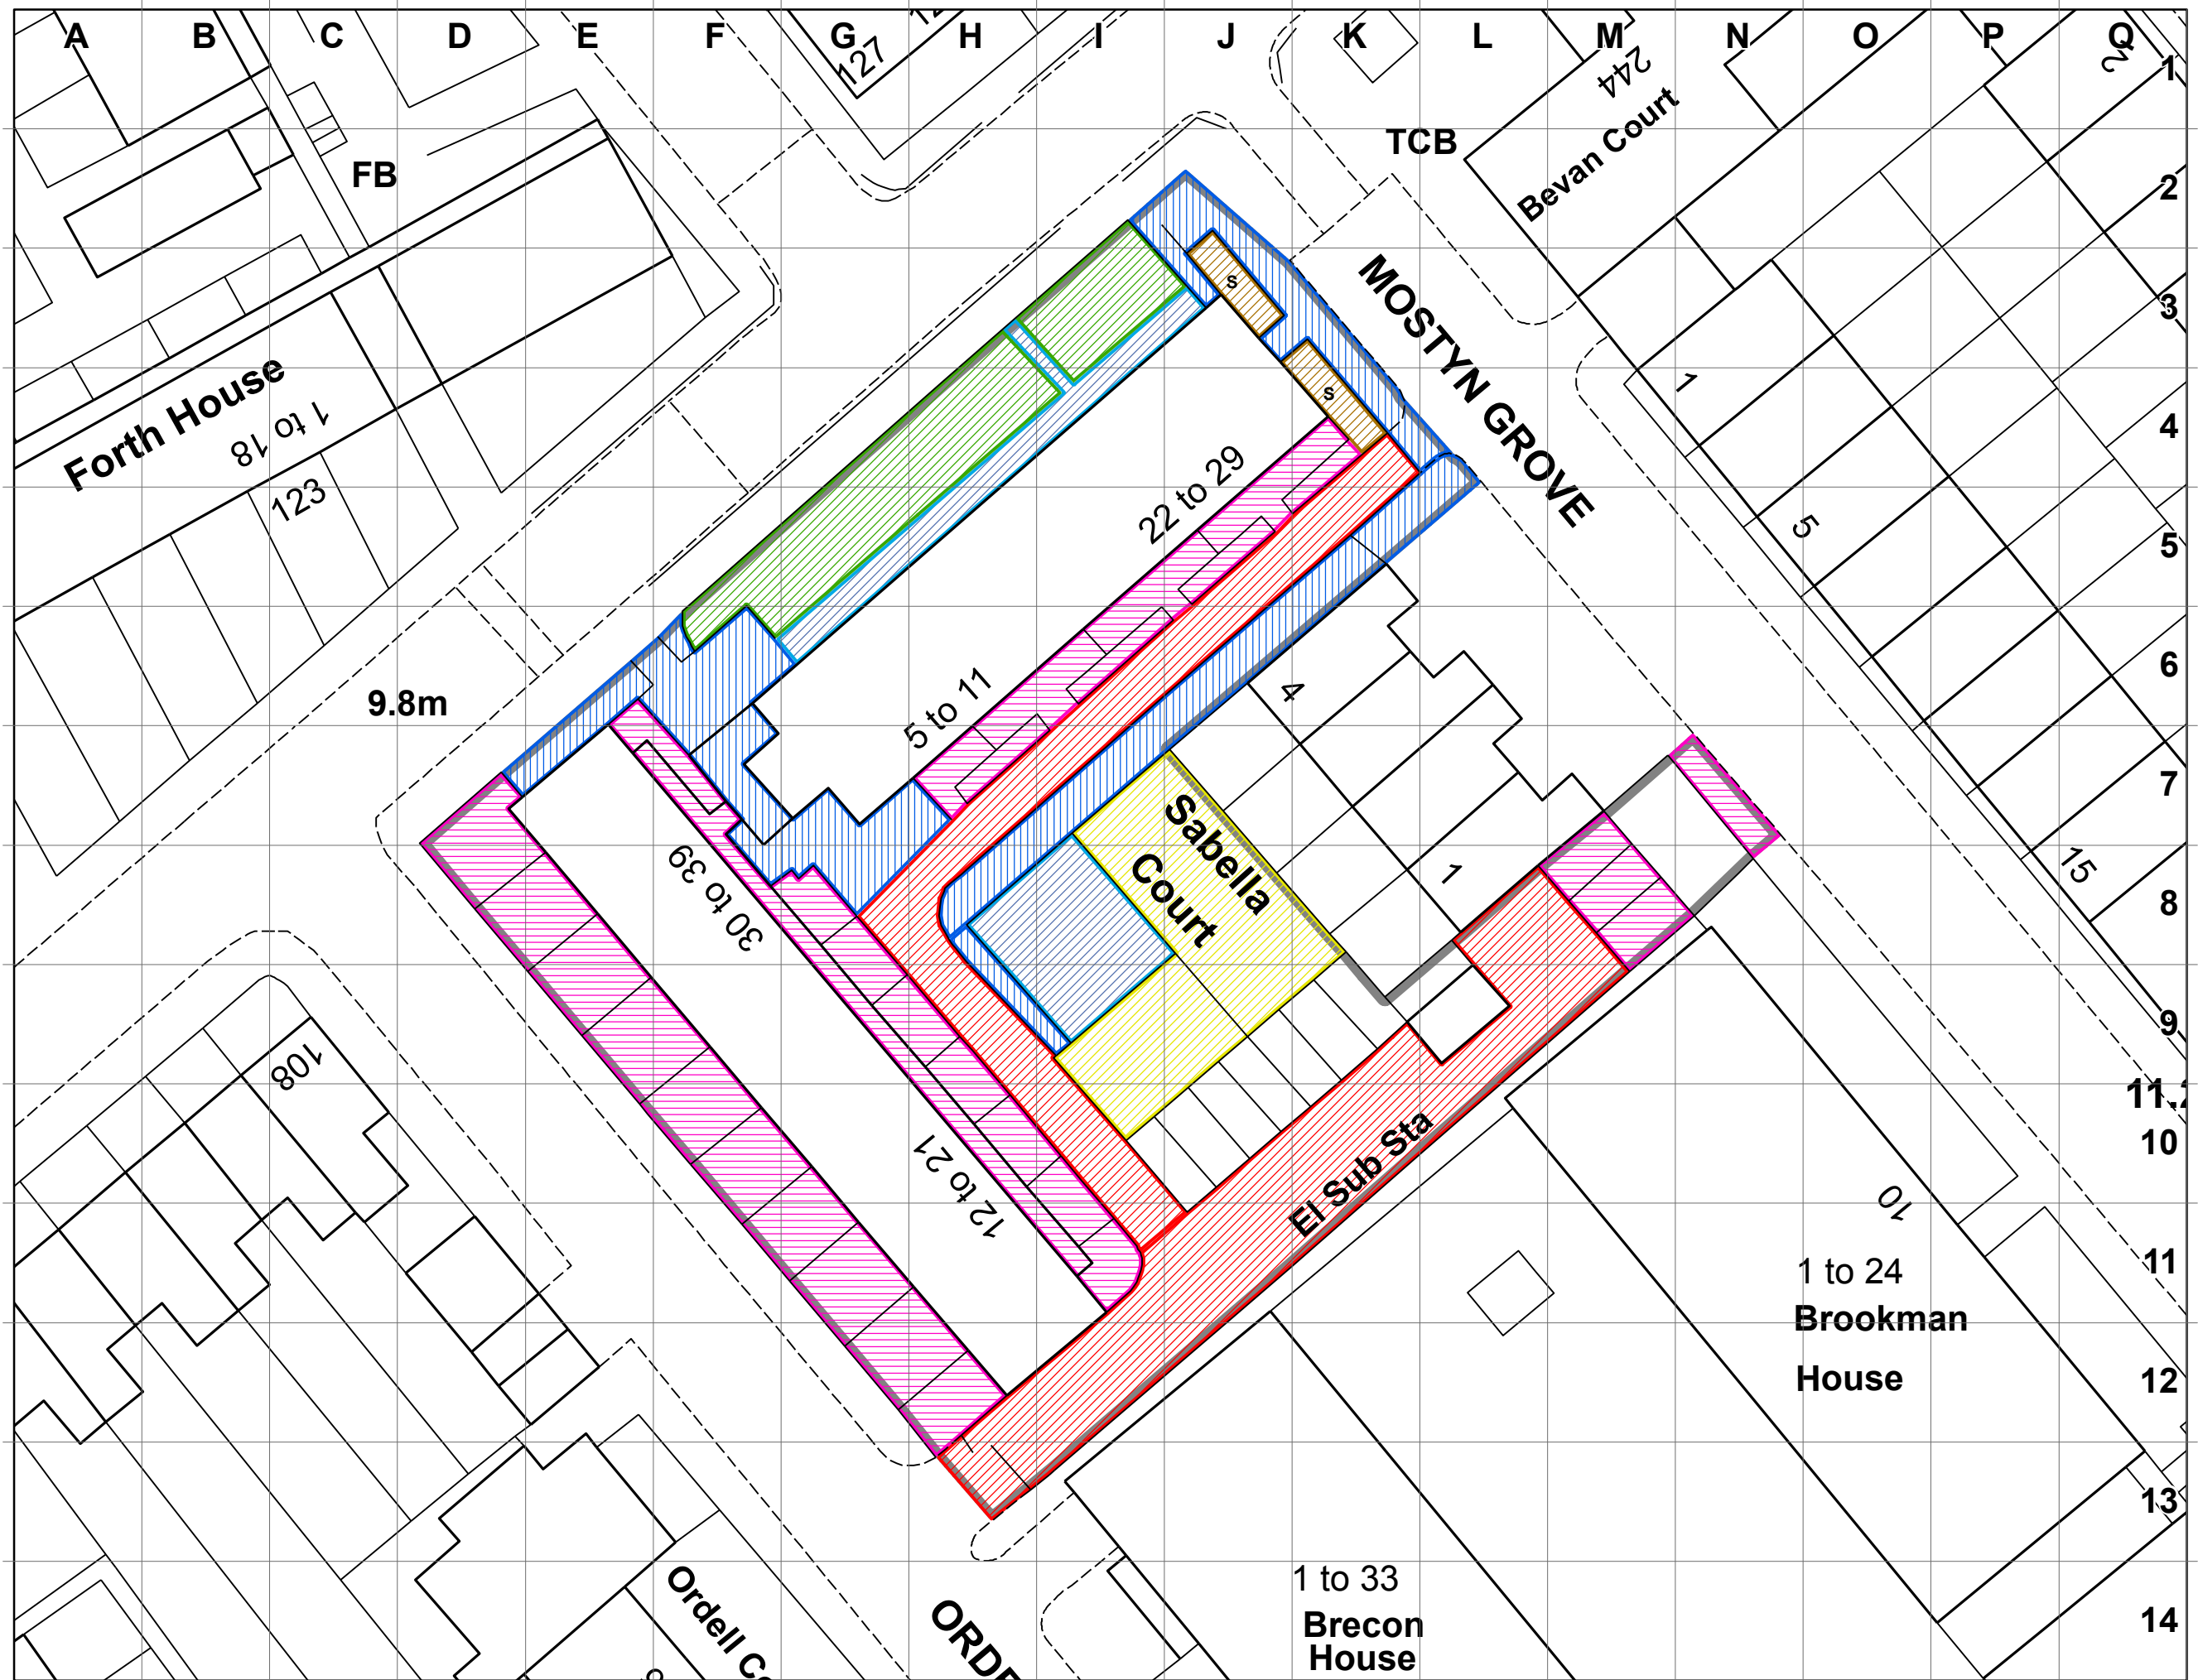 A B C D E F G H I J K L M N O P Q
1
2
3
4
5
6
7
8
9
10
11
12
13
14
127
244
Bevan Court
TCB
FB
MOSTYN GROVE
S
S
Forth House
1 to 18
123
22 to 29
1
5
9.8m
5 to 11
4
Sabella
Court
30 to 39
1
15
108
12 to 21
El Sub Sta
10
1 to 24
Brookman
House
1 to 33
Brecon
House